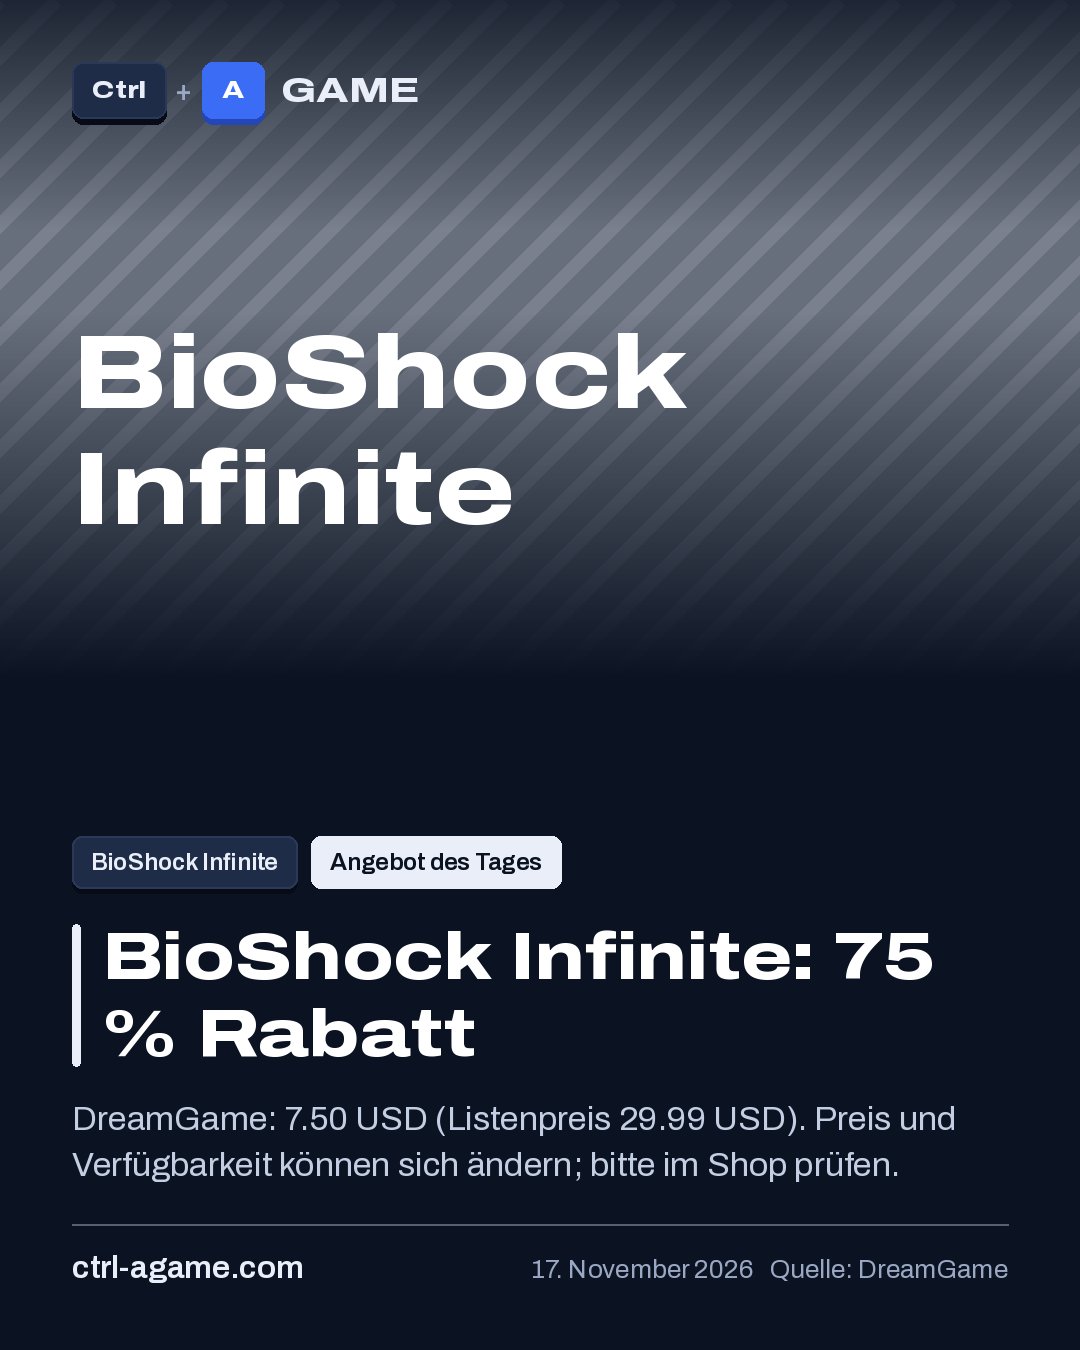 Ctrl + A GAME
BioShock
Infinite
BioShock Infinite Angebot des Tages
BioShock Infinite: 75
% Rabatt
DreamGame: 7.50 USD (Listenpreis 29.99 USD). Preis und
Verfügbarkeit können sich ändern; bitte im Shop prüfen.
ctrl-agame.com 17. November 2026 Quelle: DreamGame